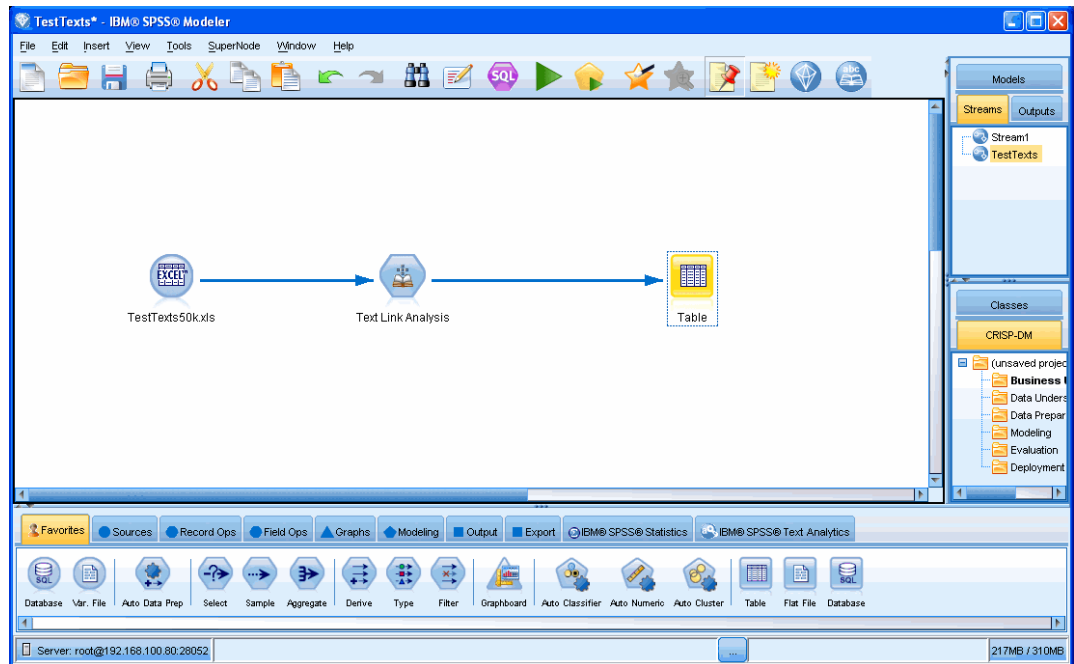 TestTexts* - IBM® SPSS® Modeler
File Edit Insert View Tools SuperNode Window Help
SQL
abc
Models
Streams Outputs
Stream1
TestTexts
EXCEL™
TestTexts50k.xls
Text Link Analysis
Table
Classes
CRISP-DM
(unsaved projec
Business
Data Unders
Data Prepar
Modeling
Evaluation
Deployment
Favorites Sources Record Ops Field Ops Graphs Modeling Output Export IBM® SPSS® Statistics IBM® SPSS® Text Analytics
SQL SQL
Database Var. File Auto Data Prep Select Sample Aggregate Derive Type Filter Graphboard Auto Classifier Auto Numeric Auto Cluster Table Flat File Database
Server: root@192.168.100.80:28052 ... 217MB / 310MB